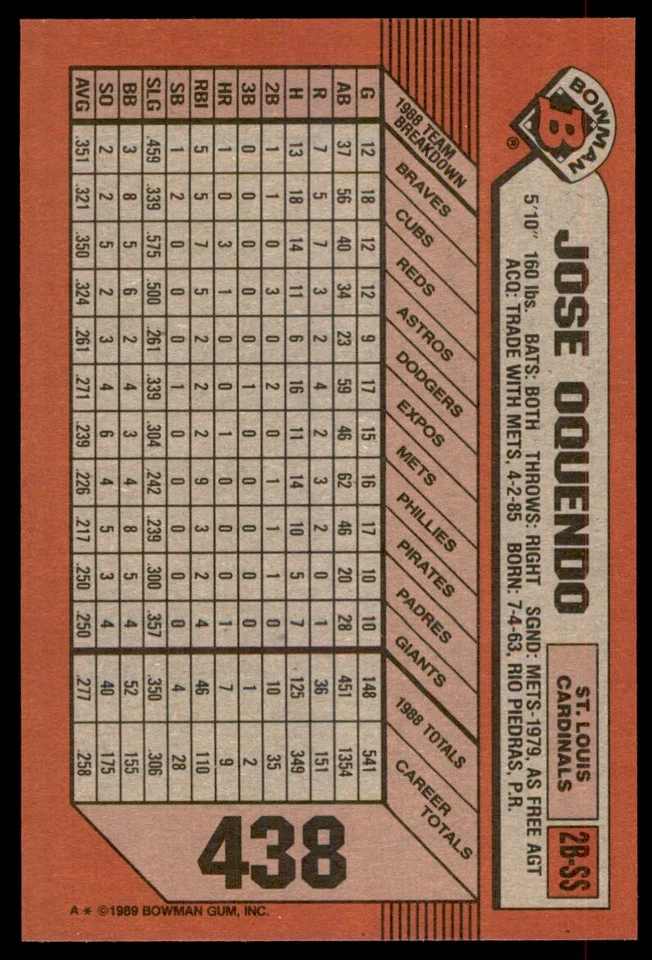 BOWMAN
B
®
JOSE OQUENDO
ST. LOUIS
CARDINALS
2B-SS
5'10" 160 lbs. BATS: BOTH THROWS: RIGHT SGND: METS-1979, AS FREE AGT
ACQ: TRADE WITH METS, 4-2-85 BORN: 7-4-63, RIO PIEDRAS, P.R.
1988 TEAM BREAKDOWN BRAVES CUBS REDS ASTROS DODGERS EXPOS METS PHILLIES PIRATES PADRES GIANTS 1988 TOTALS CAREER TOTALS
G 12 18 12 12 9 17 15 16 17 10 10 148 541
AB 37 56 40 34 23 59 46 62 46 20 28 451 1354
R 7 5 7 3 2 4 2 3 2 0 1 36 151
H 13 18 14 11 6 16 11 14 10 5 7 125 349
2B 1 1 0 3 0 2 0 1 1 1 0 10 35
3B 0 0 0 0 0 1 0 0 0 0 0 1 2
HR 1 0 3 1 0 0 1 0 0 0 1 7 9
RBI 5 5 7 5 2 2 2 9 3 2 4 46 110
SB 1 2 0 0 0 1 0 0 0 0 0 4 28
SLG .459 .339 .575 .500 .261 .339 .304 .242 .239 .300 .357 .350 .306
BB 3 8 5 6 2 4 3 4 8 5 4 52 155
SO 2 2 5 2 3 4 6 4 5 3 4 40 175
AVG .351 .321 .350 .324 .261 .271 .239 .226 .217 .250 .250 .277 .258
438
A * ©1989 BOWMAN GUM, INC.